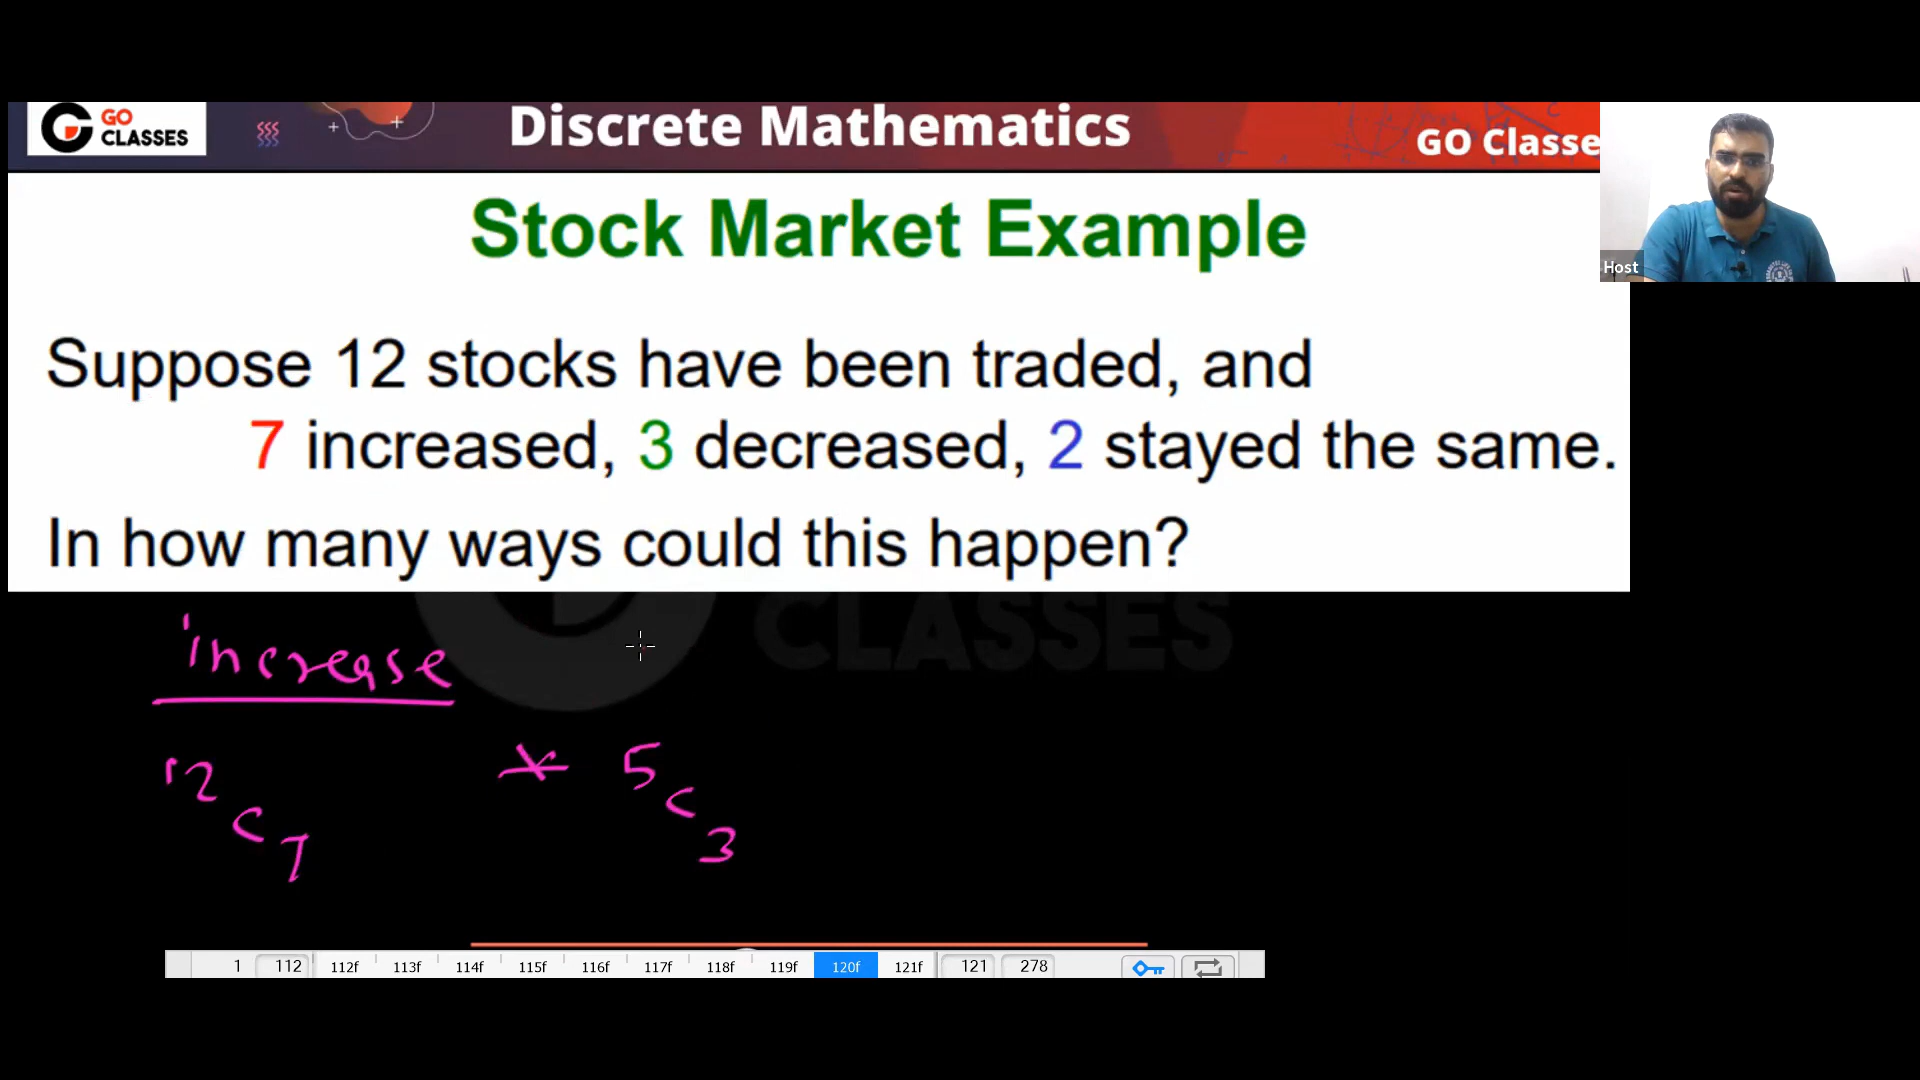 GO
CLASSES
Discrete Mathematics
GO Classe
Host
Stock Market Example
Suppose 12 stocks have been traded, and
7 increased, 3 decreased, 2 stayed the same.
In how many ways could this happen?
CLASSES
increase
12 C 7 * 5 C 3
1 112 112f 113f 114f 115f 116f 117f 118f 119f 120f 121f 121 278